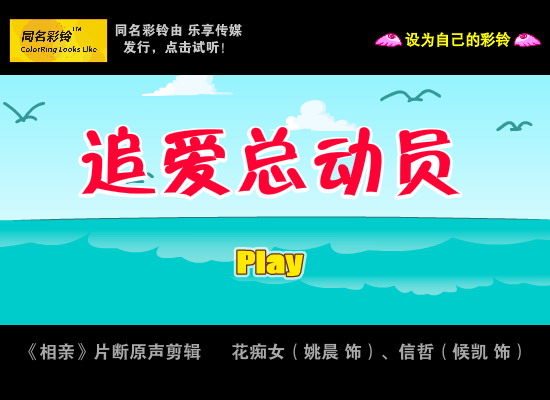 同名彩铃™
ColorRing Looks Like
同名彩铃由 乐享传媒
发行，点击试听！
设为自己的彩铃
追爱总动员
Play
《相亲》片断原声剪辑 花痴女（姚晨 饰）、信哲（候凯 饰）